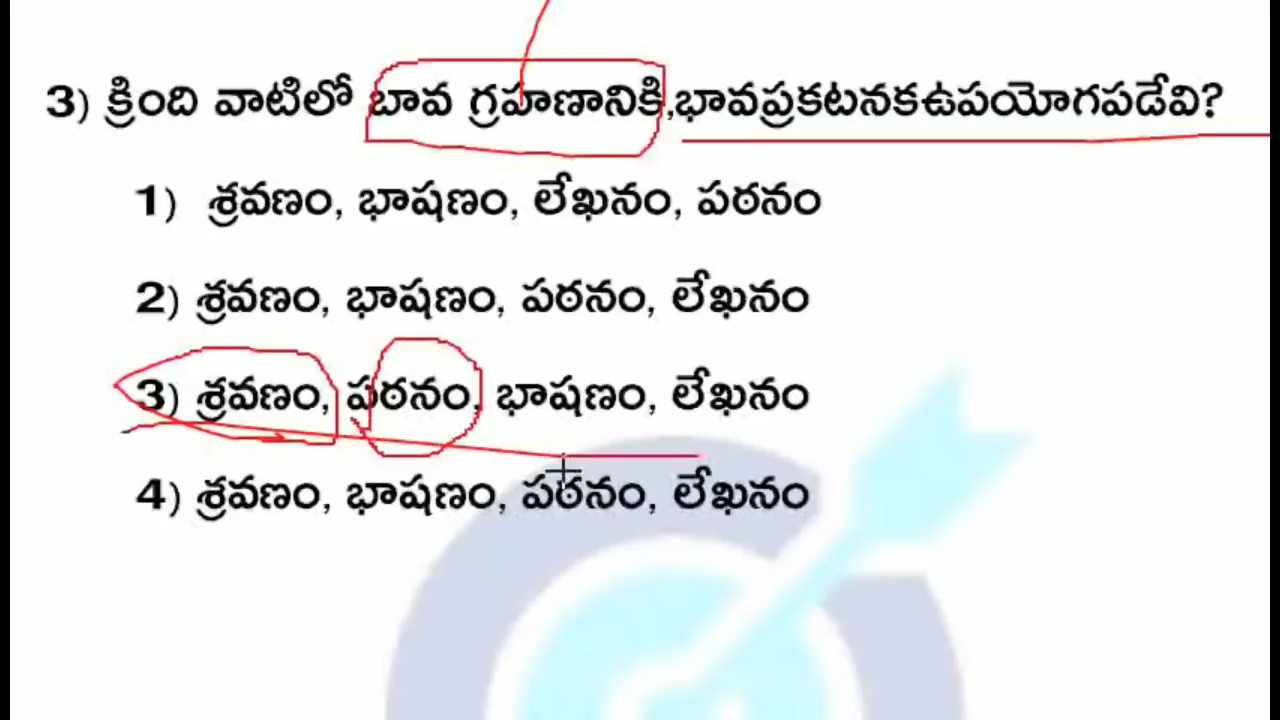 3) క్రింది వాటిలో బావ గ్రహణానికి,భావప్రకటనకఉపయోగపడేవి?
1) శ్రవణం, భాషణం, లేఖనం, పఠనం
2) శ్రవణం, భాషణం, పఠనం, లేఖనం
3) శ్రవణం, పఠనం, భాషణం, లేఖనం
4) శ్రవణం, భాషణం, పఠనం, లేఖనం